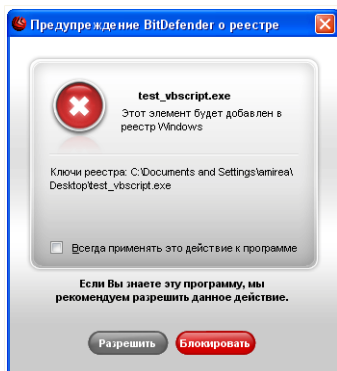 Предупреждение BitDefender о реестре
test_vbscript.exe
Этот элемент будет добавлен в
реестр Windows
Ключи реестра: C:\Documents and Settings\amirea\
Desktop\test_vbscript.exe
Всегда применять это действие к программе
Если Вы знаете эту программу, мы
рекомендуем разрешить данное действие.
Разрешить
Блокировать